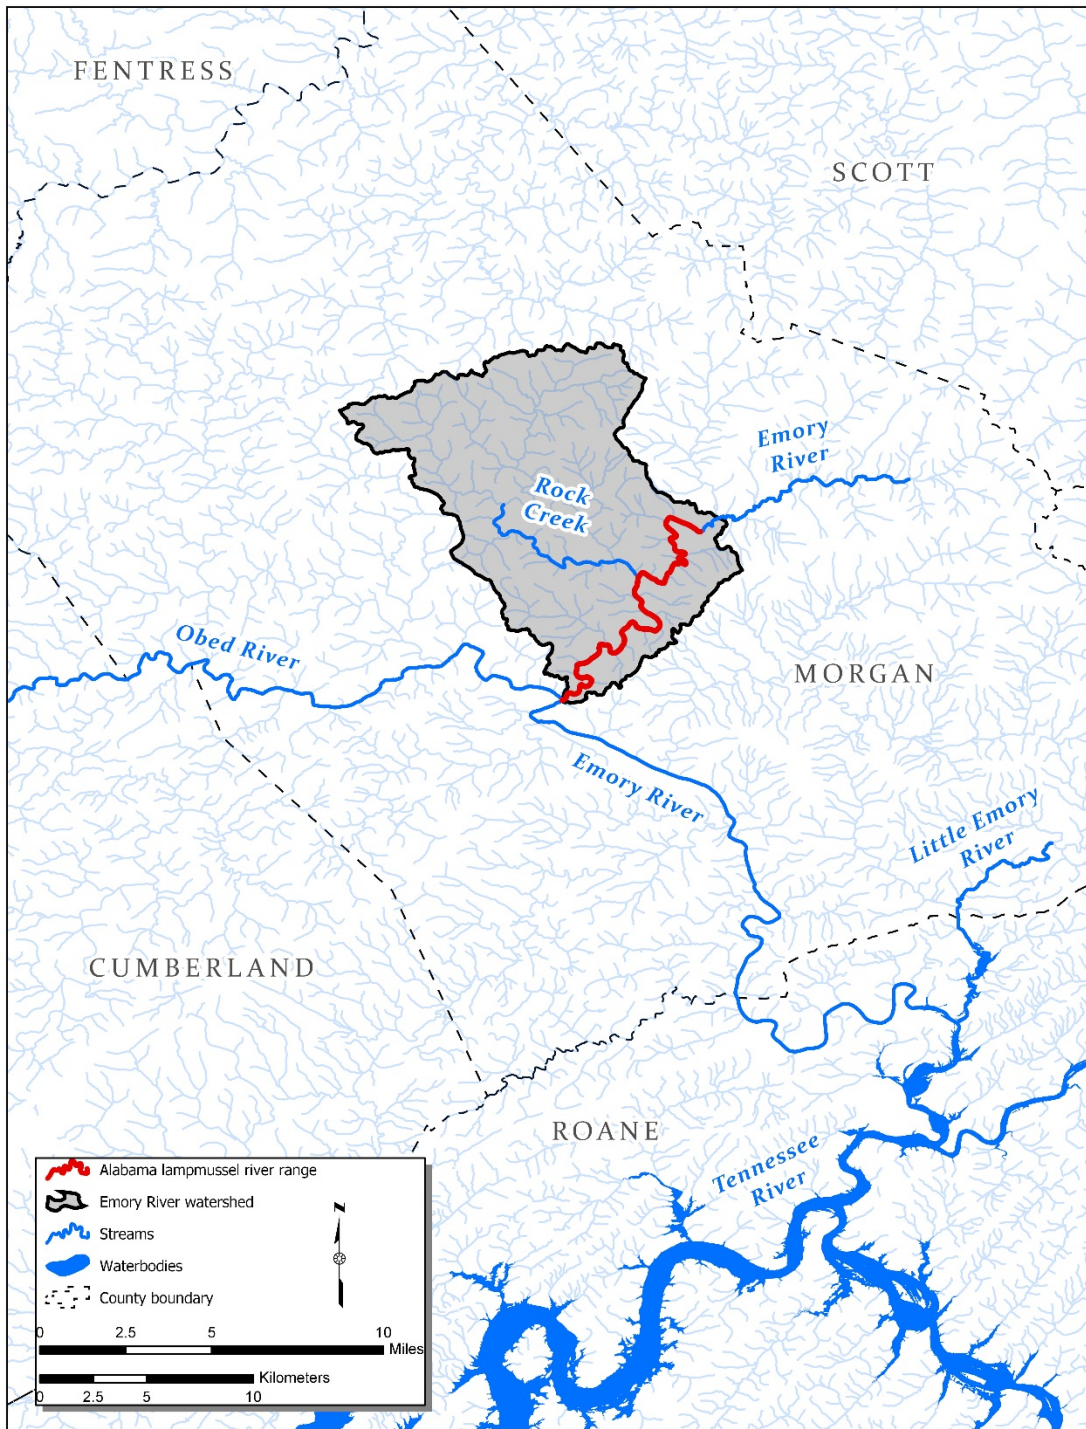 FENTRESS
SCOTT
Emory
River
Rock
Creek
Obed River
MORGAN
Emory River
Little Emory
River
CUMBERLAND
ROANE
Tennessee
River
Alabama lampmussel river range
Emory River watershed
Streams
Waterbodies
County boundary
N
0 2.5 5 10
Miles
Kilometers
0 2.5 5 10